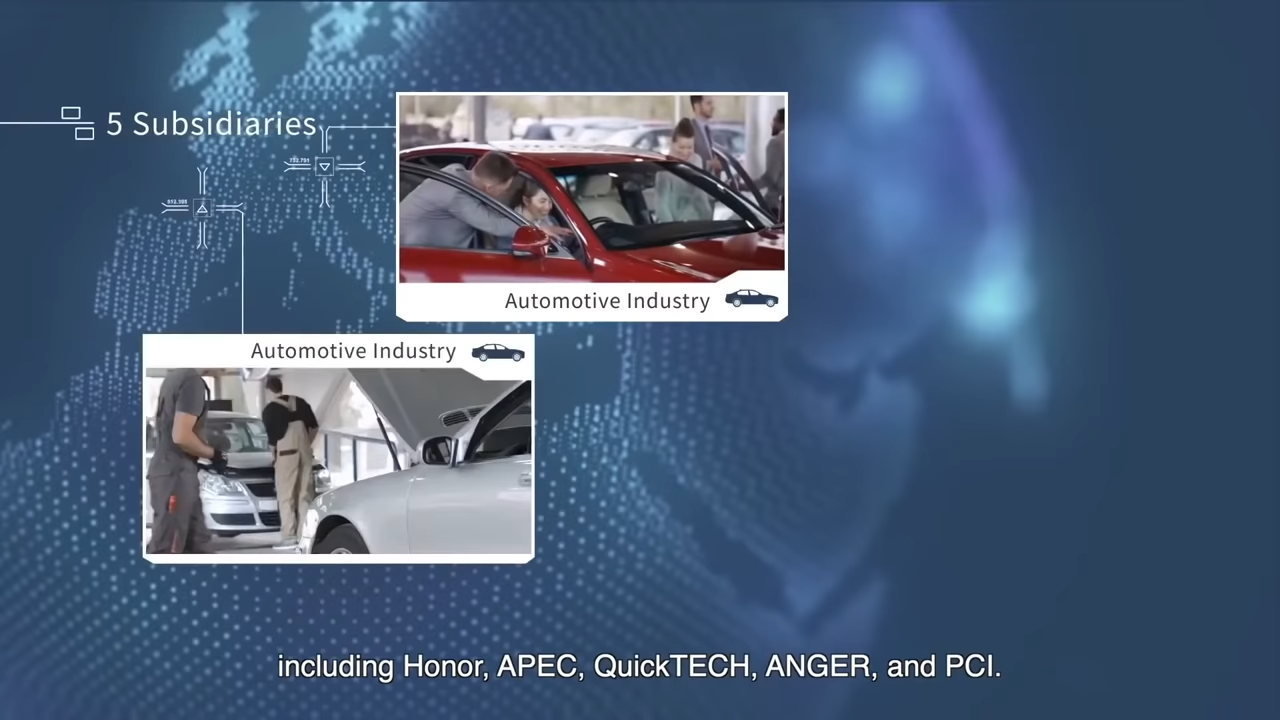 5 Subsidiaries
Automotive Industry
Automotive Industry
including Honor, APEC, QuickTECH, ANGER, and PCI.